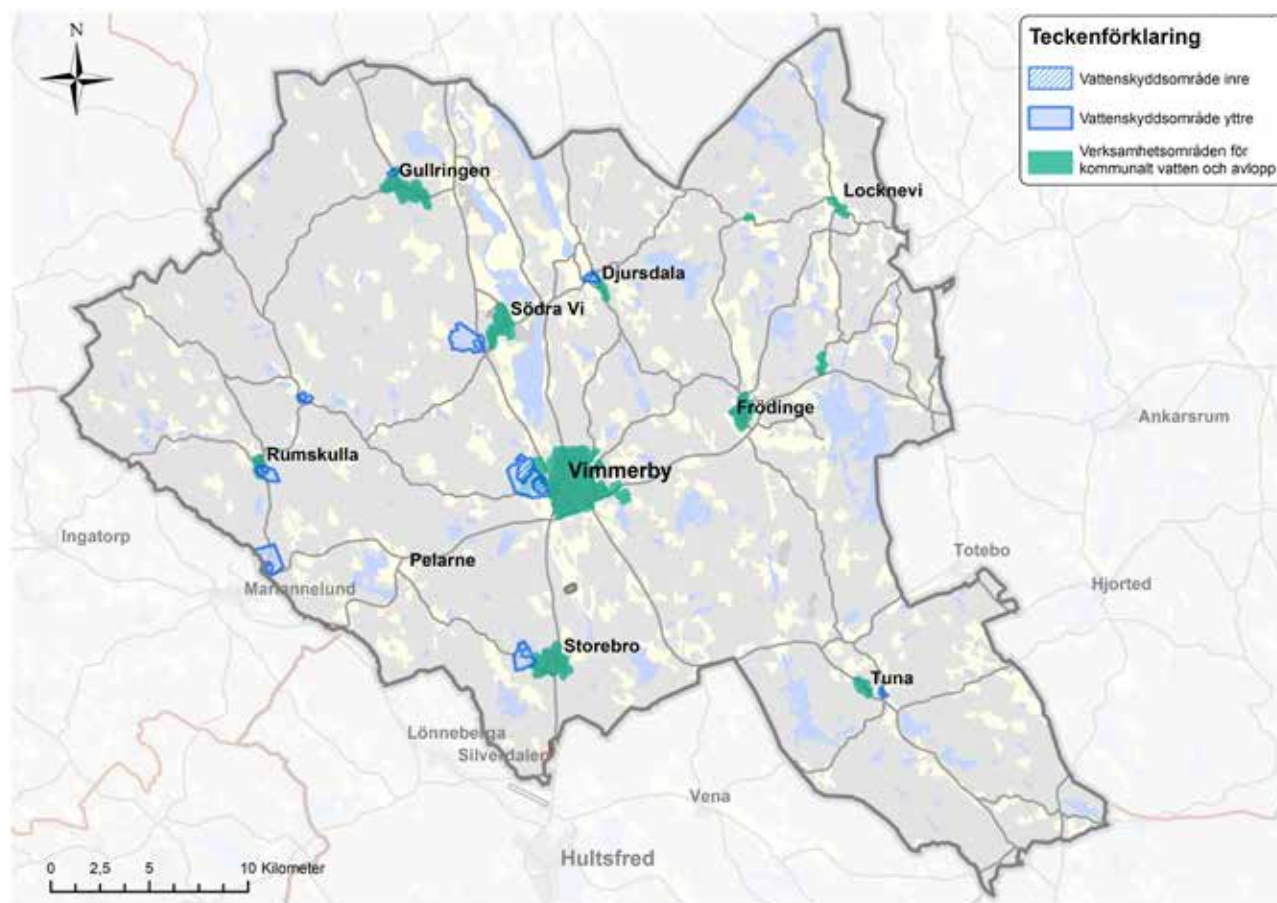 N
Teckenförklaring
Vattenskyddsområde inre
Vattenskyddsområde yttre
Verksamhetsområden för
kommunalt vatten och avlopp
Gullringen
Locknevi
Djursdala
Södra Vi
Frödinge
Ankarsrum
Rumskulla
Vimmerby
Ingatorp
Pelarne
Totebo
Mariannelund
Hjorted
Storebro
Tuna
Lönneberga
Silverdalen
Vena
Hultsfred
0 2,5 5 10 Kilometer